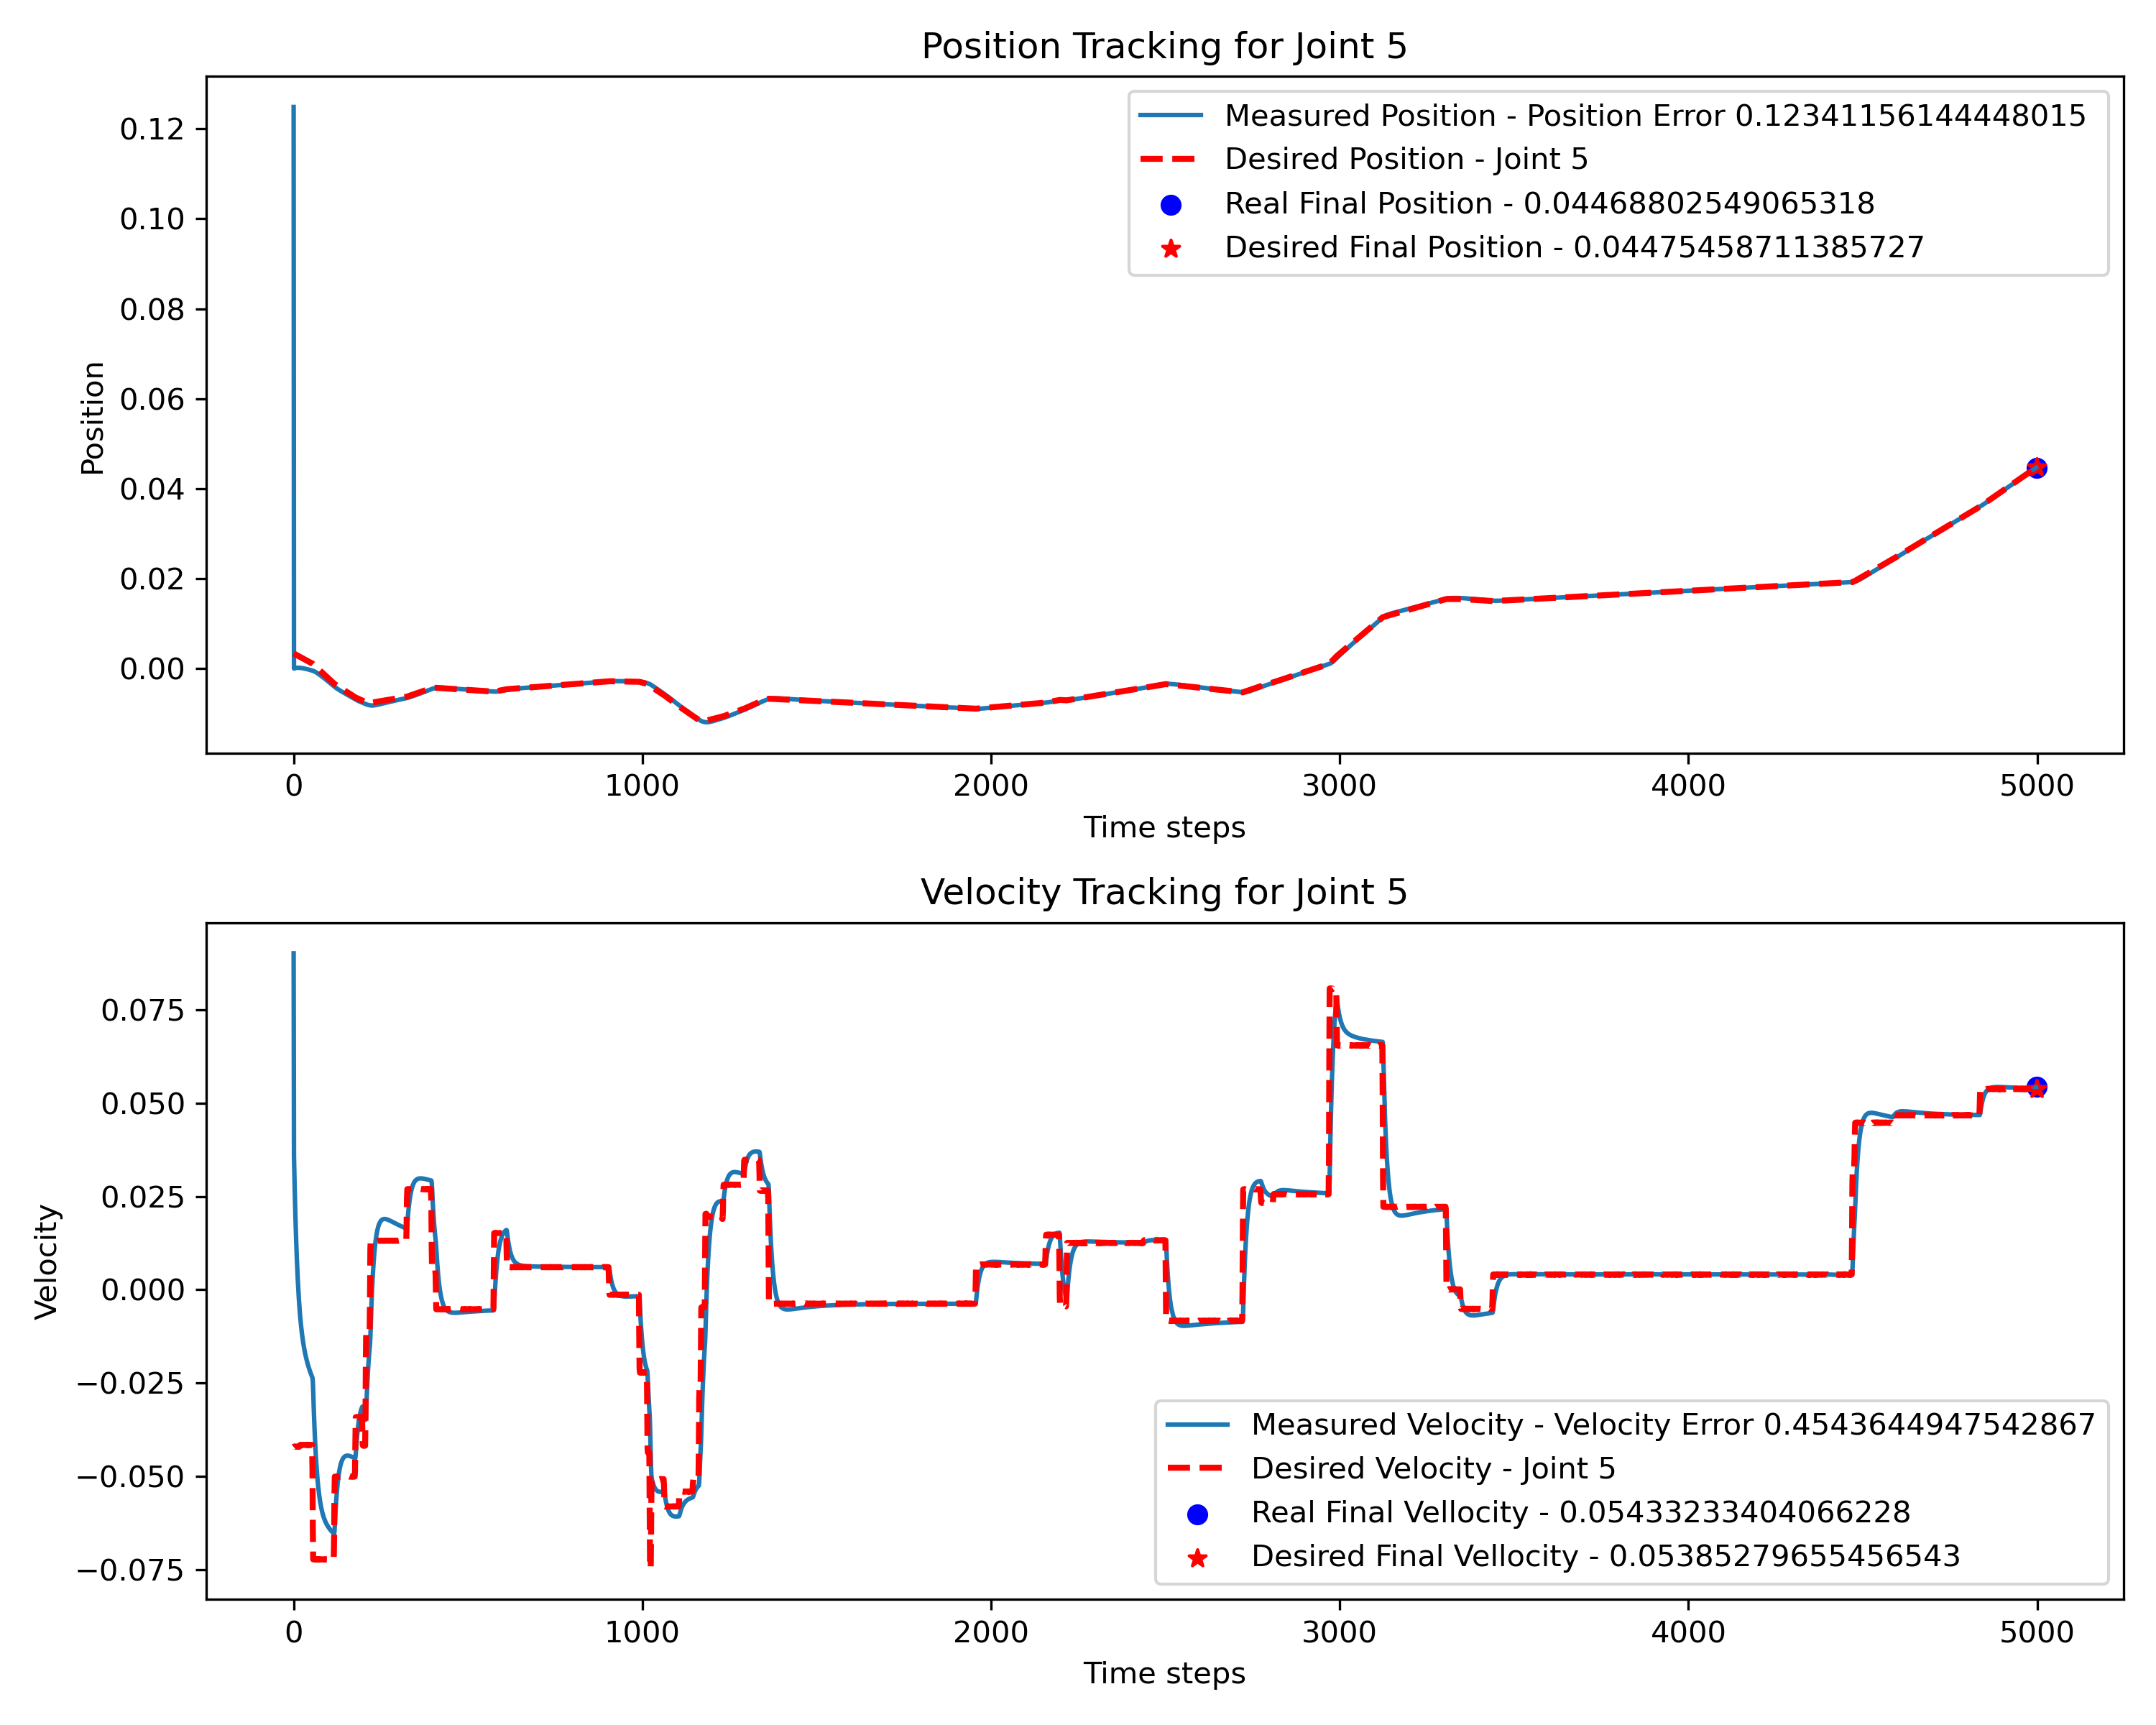 Position Tracking for Joint 5
Measured Position - Position Error 0.12341156144448015
Desired Position - Joint 5
Real Final Position - 0.04468802549065318
Desired Final Position - 0.04475458711385727
0.12
0.10
0.08
0.06
0.04
0.02
0.00
Position
0 1000 2000 3000 4000 5000
Time steps
Velocity Tracking for Joint 5
0.075
0.050
0.025
0.000
−0.025
−0.050
−0.075
Velocity
Measured Velocity - Velocity Error 0.4543644947542867
Desired Velocity - Joint 5
Real Final Vellocity - 0.05433233404066228
Desired Final Vellocity - 0.05385279655456543
0 1000 2000 3000 4000 5000
Time steps